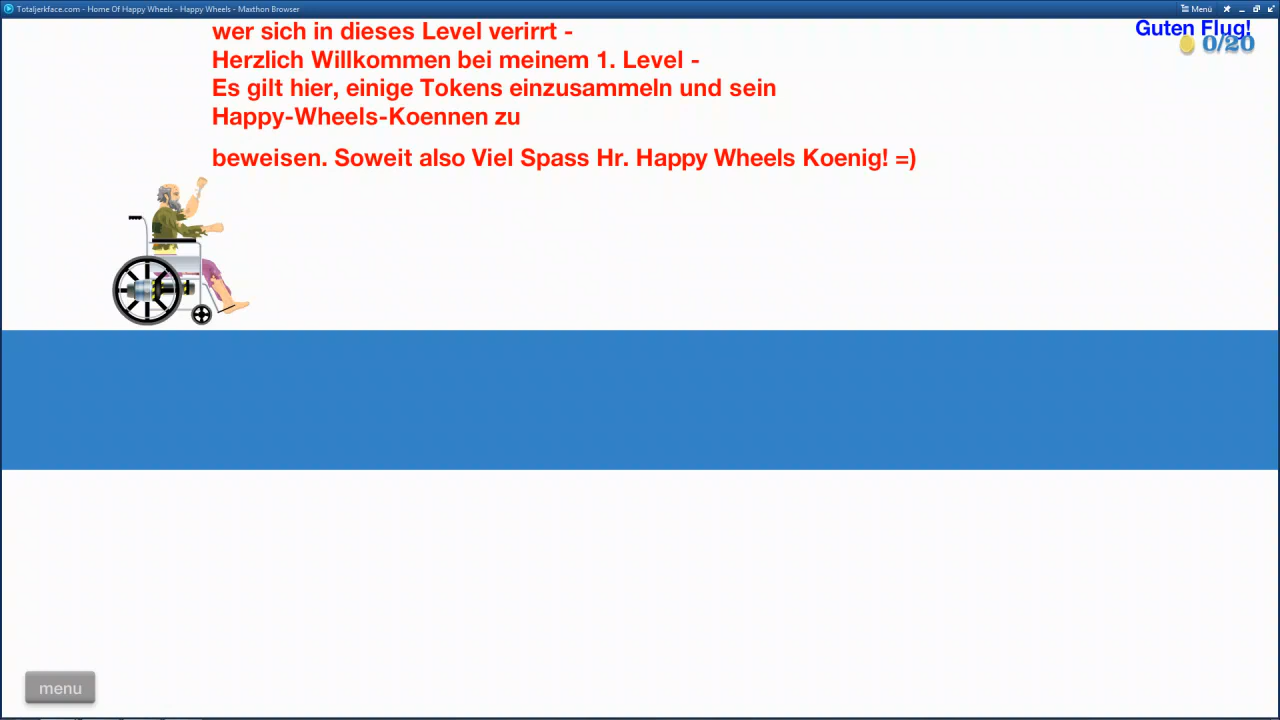 Totaljerkface.com - Home Of Happy Wheels - Happy Wheels - Maxthon Browser
Menü
wer sich in dieses Level verirrt -
Guten Flug!
0/20
Herzlich Willkommen bei meinem 1. Level -
Es gilt hier, einige Tokens einzusammeln und sein
Happy-Wheels-Koennen zu
beweisen. Soweit also Viel Spass Hr. Happy Wheels Koenig! =)
menu